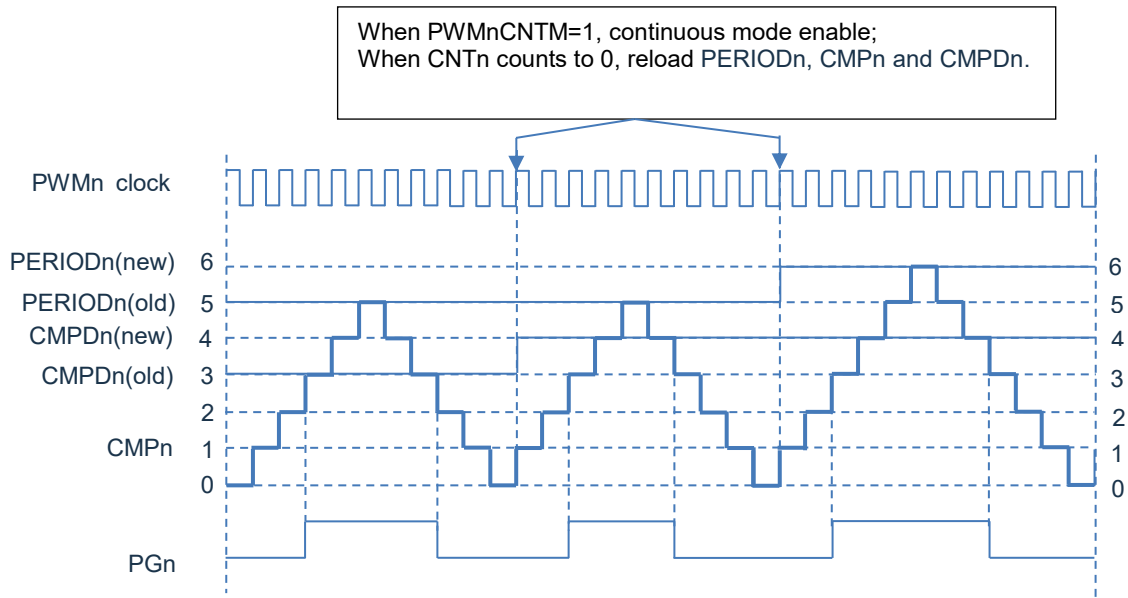 When PWMnCNTM=1, continuous mode enable;
When CNTn counts to 0, reload PERIODn, CMPn and CMPDn.
PWMn clock
PERIODn(new) 6 6
PERIODn(old) 5 5
CMPDn(new) 4 4
CMPDn(old) 3 3
2 2
CMPn 1 1
0 0
PGn